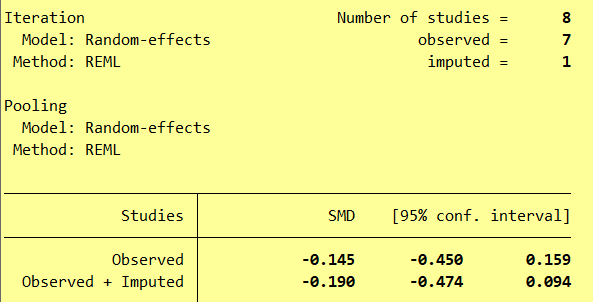 Iteration Number of studies = 8
Model: Random-effects observed = 7
Method: REML imputed = 1
Pooling
Model: Random-effects
Method: REML
Studies SMD [95% conf. interval]
Observed -0.145 -0.450 0.159
Observed + Imputed -0.190 -0.474 0.094